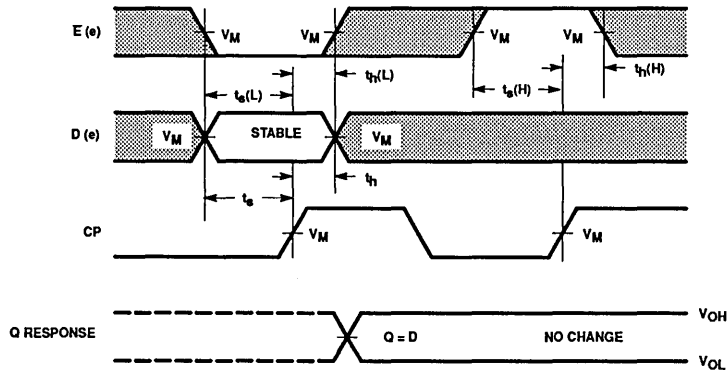 E (e) VM VM VM VM
ts(L) th(L) ts(H) th(H)
D (e) VM STABLE VM
ts th
CP VM VM
Q RESPONSE Q = D NO CHANGE VOH
VOL